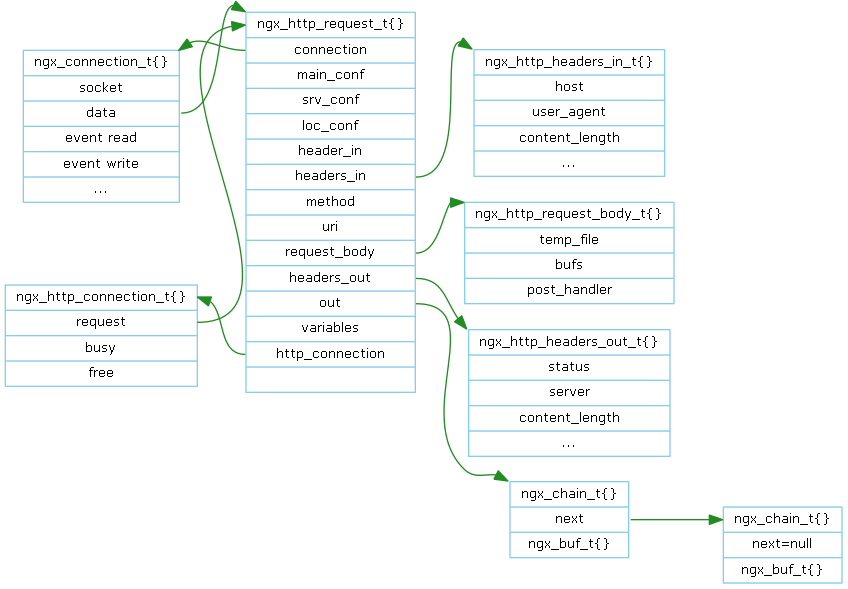 ngx_http_request_t{}
connection
main_conf
srv_conf
loc_conf
header_in
headers_in
method
uri
request_body
headers_out
out
variables
http_connection
ngx_connection_t{}
socket
data
event read
event write
...
ngx_http_connection_t{}
request
busy
free
ngx_http_headers_in_t{}
host
user_agent
content_length
...
ngx_http_request_body_t{}
temp_file
bufs
post_handler
ngx_http_headers_out_t{}
status
server
content_length
...
ngx_chain_t{}
next
ngx_buf_t{}
ngx_chain_t{}
next=null
ngx_buf_t{}